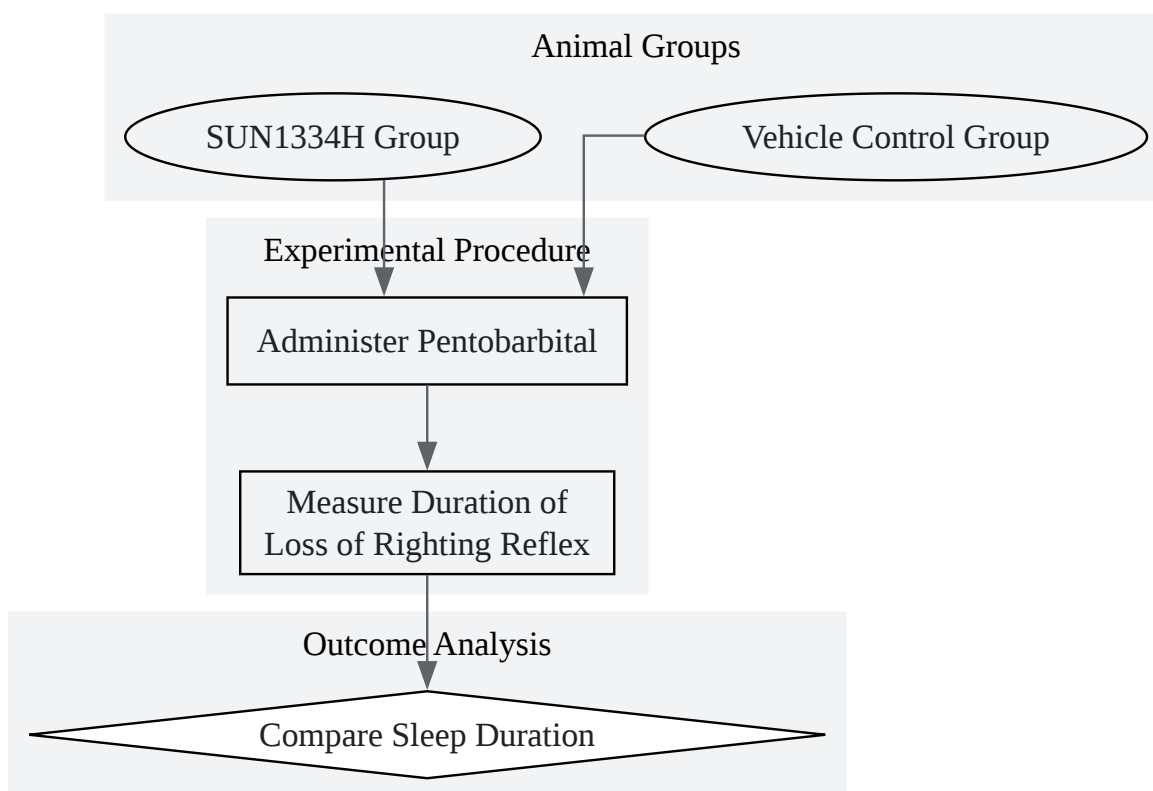 Animal Groups
SUN1334H Group
Vehicle Control Group
Experimental Procedure
Administer Pentobarbital
Measure Duration of
Loss of Righting Reflex
Outcome Analysis
Compare Sleep Duration